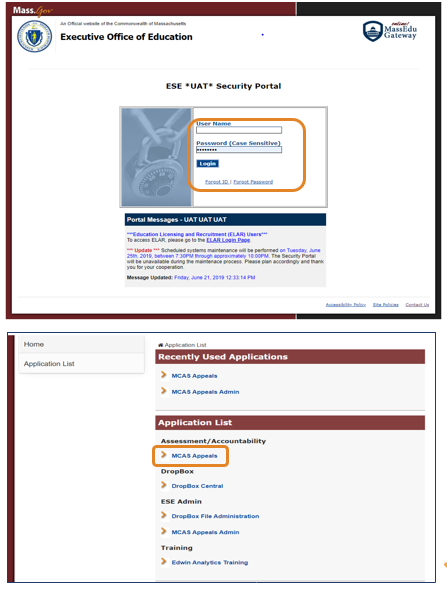 Mass.Gov
An Official website of the Commonwealth of Massachusetts
Executive Office of Education
online!
MassEdu
Gateway
ESE *UAT* Security Portal
User Name
Password (Case Sensitive)
••••••••
Login
Forgot ID | Forgot Password
Portal Messages - UAT UAT UAT
***Education Licensing and Recruitment (ELAR) Users***
To access ELAR, please go to the ELAR Login Page.
*** Update *** Scheduled systems maintenance will be performed on Tuesday, June
25th, 2019, between 7:30PM through approximately 10:00PM. The Security Portal
will be unavailable during the maintenace process. Please plan accordingly and thank
you for your cooperation.
Message Updated: Friday, June 21, 2019 12:33:14 PM
Accessibility Policy Site Policies Contact Us
Home
Application List
Application List
Recently Used Applications
MCAS Appeals
MCAS Appeals Admin
Application List
Assessment/Accountability
MCAS Appeals
DropBox
DropBox Central
ESE Admin
DropBox File Administration
MCAS Appeals Admin
Training
Edwin Analytics Training